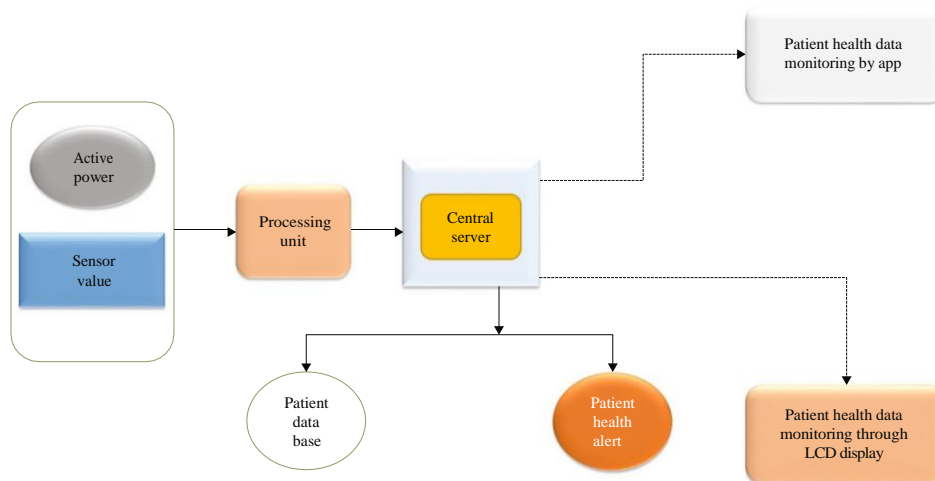 Patient health data
monitoring by app
Active
power
Processing
unit
Central
server
Sensor
value
Patient
data
base
Patient
health
alert
Patient health data
monitoring through
LCD display